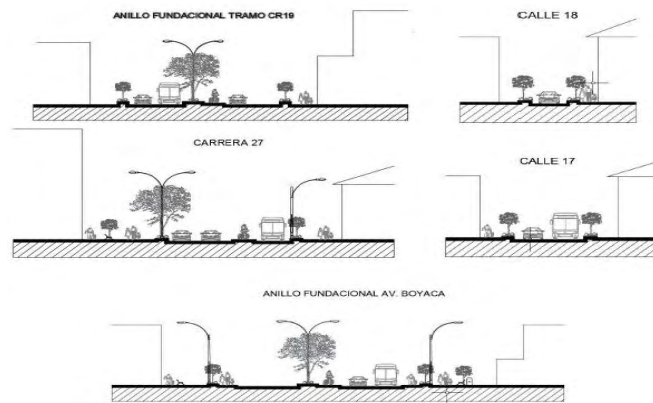 ANILLO FUNDACIONAL TRAMO CR19
CALLE 18
CARRERA 27
CALLE 17
ANILLO FUNDACIONAL AV. BOYACA